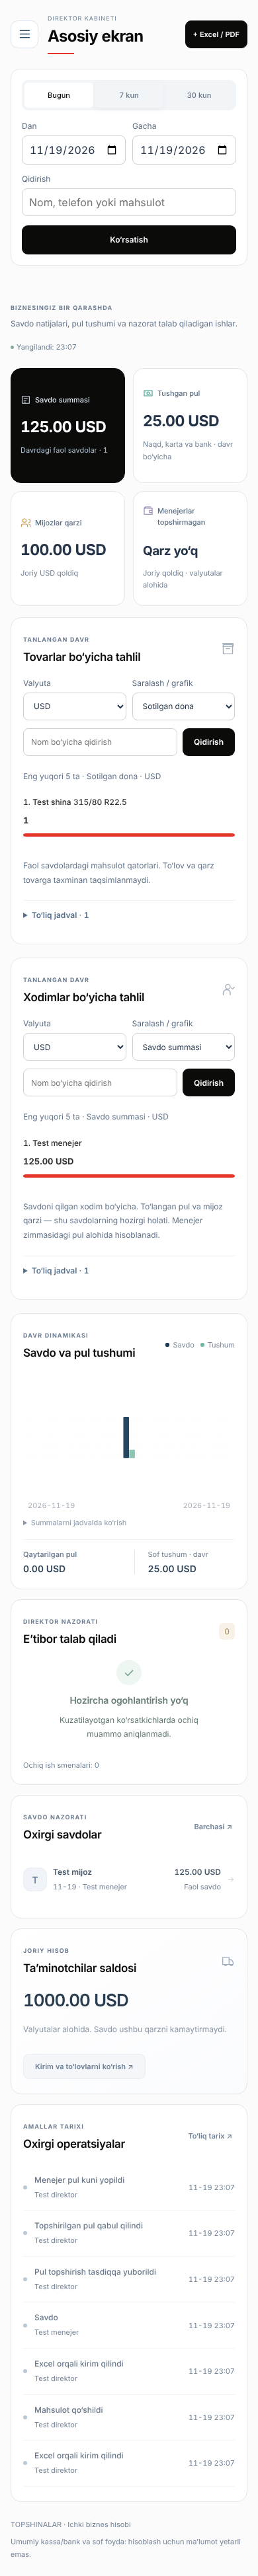 DIREKTOR KABINETI
Asosiy ekran
+ Excel / PDF
Bugun
7 kun
30 kun
Dan
Gacha
11/19/2026
11/19/2026
Qidirish
Nom, telefon yoki mahsulot
Ko‘rsatish
BIZNESINGIZ BIR QARASHDA
Savdo natijalari, pul tushumi va nazorat talab qiladigan ishlar.
Yangilandi: 23:07
Savdo summasi
125.00 USD
Davrdagi faol savdolar · 1
Tushgan pul
25.00 USD
Naqd, karta va bank · davr
bo‘yicha
Mijozlar qarzi
100.00 USD
Joriy USD qoldiq
Menejerlar
topshirmagan
Qarz yo‘q
Joriy qoldiq · valyutalar
alohida
TANLANGAN DAVR
Tovarlar bo‘yicha tahlil
Valyuta
Saralash / grafik
USD
Sotilgan dona
Nom bo‘yicha qidirish
Qidirish
Eng yuqori 5 ta · Sotilgan dona · USD
1. Test shina 315/80 R22.5
1
Faol savdolardagi mahsulot qatorlari. To‘lov va qarz
tovarga taxminan taqsimlanmaydi.
▶ To‘liq jadval · 1
TANLANGAN DAVR
Xodimlar bo‘yicha tahlil
Valyuta
Saralash / grafik
USD
Savdo summasi
Nom bo‘yicha qidirish
Qidirish
Eng yuqori 5 ta · Savdo summasi · USD
1. Test menejer
125.00 USD
Savdoni qilgan xodim bo‘yicha. To‘langan pul va mijoz
qarzi — shu savdolarning hozirgi holati. Menejer
zimmasidagi pul alohida hisoblanadi.
▶ To‘liq jadval · 1
DAVR DINAMIKASI
Savdo va pul tushumi
Savdo
Tushum
2026-11-19
2026-11-19
▶ Summalarni jadvalda ko‘rish
Qaytarilgan pul
0.00 USD
Sof tushum · davr
25.00 USD
DIREKTOR NAZORATI
E’tibor talab qiladi
0
Hozircha ogohlantirish yo‘q
Kuzatilayotgan ko‘rsatkichlarda ochiq
muammo aniqlanmadi.
Ochiq ish smenalari: 0
SAVDO NAZORATI
Oxirgi savdolar
Barchasi ↗
T
Test mijoz
11-19 · Test menejer
125.00 USD
Faol savdo
→
JORIY HISOB
Ta’minotchilar saldosi
1000.00 USD
Valyutalar alohida. Savdo ushbu qarzni kamaytirmaydi.
Kirim va to‘lovlarni ko‘rish ↗
AMALLAR TARIXI
Oxirgi operatsiyalar
To‘liq tarix ↗
Menejer pul kuni yopildi
Test direktor
11-19 23:07
Topshirilgan pul qabul qilindi
Test direktor
11-19 23:07
Pul topshirish tasdiqqa yuborildi
Test direktor
11-19 23:07
Savdo
Test menejer
11-19 23:07
Excel orqali kirim qilindi
Test direktor
11-19 23:07
Mahsulot qo‘shildi
Test direktor
11-19 23:07
Excel orqali kirim qilindi
Test direktor
11-19 23:07
TOPSHINALAR · Ichki biznes hisobi
Umumiy kassa/bank va sof foyda: hisoblash uchun ma’lumot yetarli
emas.